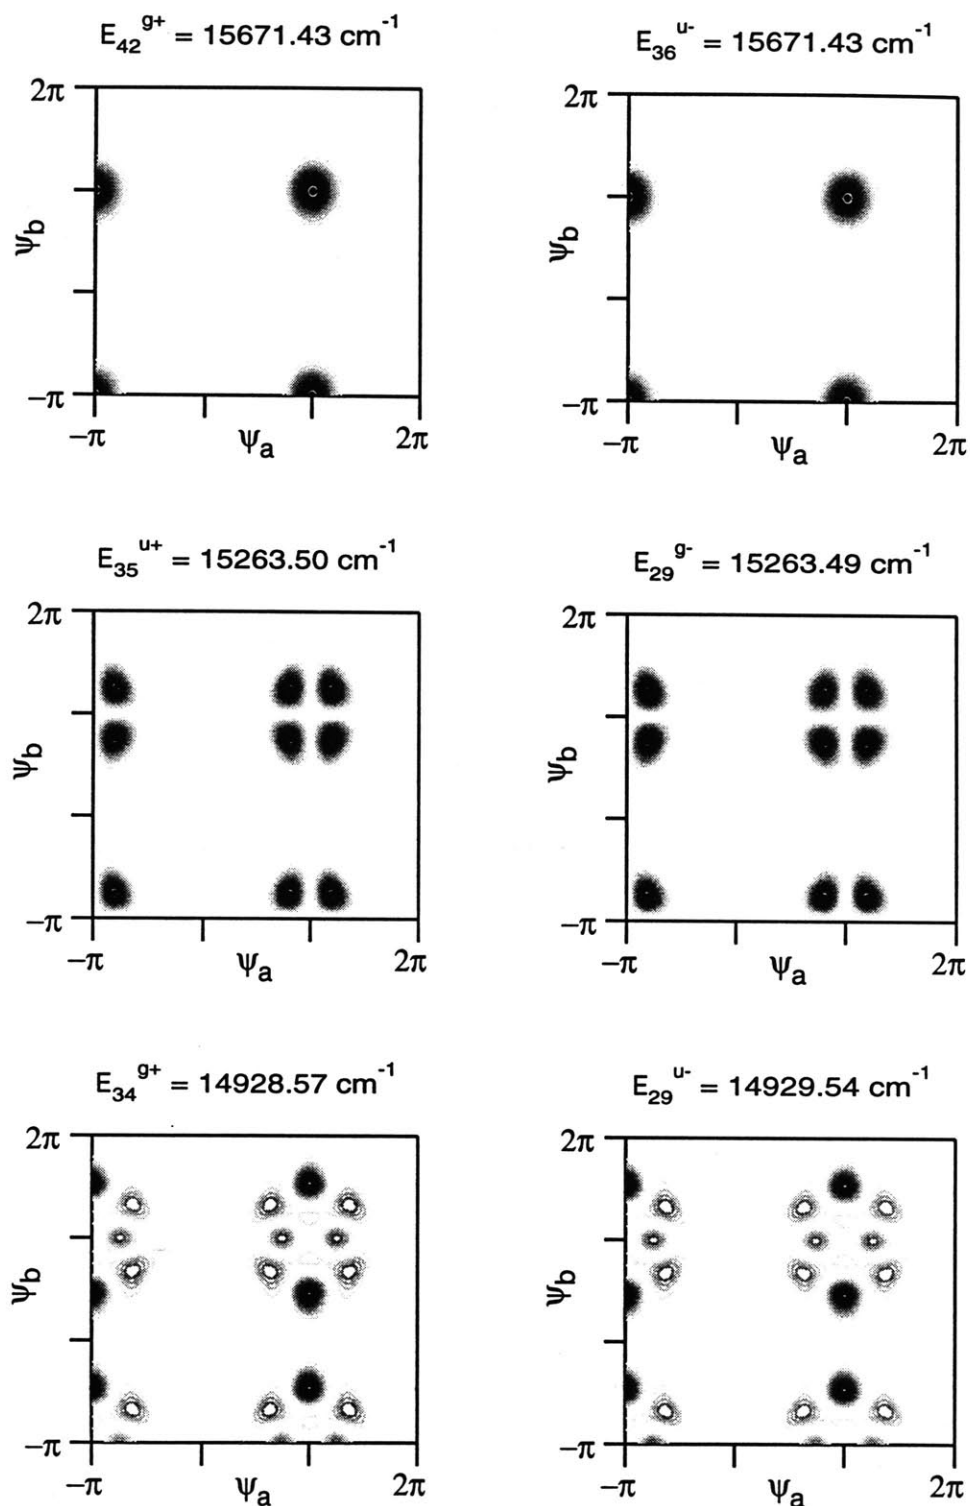 E₄₂ᵍ⁺ = 15671.43 cm⁻¹
E₃₆ᵘ⁻ = 15671.43 cm⁻¹
2π
ψb
−π
−π ψa 2π
2π
ψb
−π
−π ψa 2π
E₃₅ᵘ⁺ = 15263.50 cm⁻¹
E₂₉ᵍ⁻ = 15263.49 cm⁻¹
2π
ψb
−π
−π ψa 2π
2π
ψb
−π
−π ψa 2π
E₃₄ᵍ⁺ = 14928.57 cm⁻¹
E₂₉ᵘ⁻ = 14929.54 cm⁻¹
2π
ψb
−π
−π ψa 2π
2π
ψb
−π
−π ψa 2π